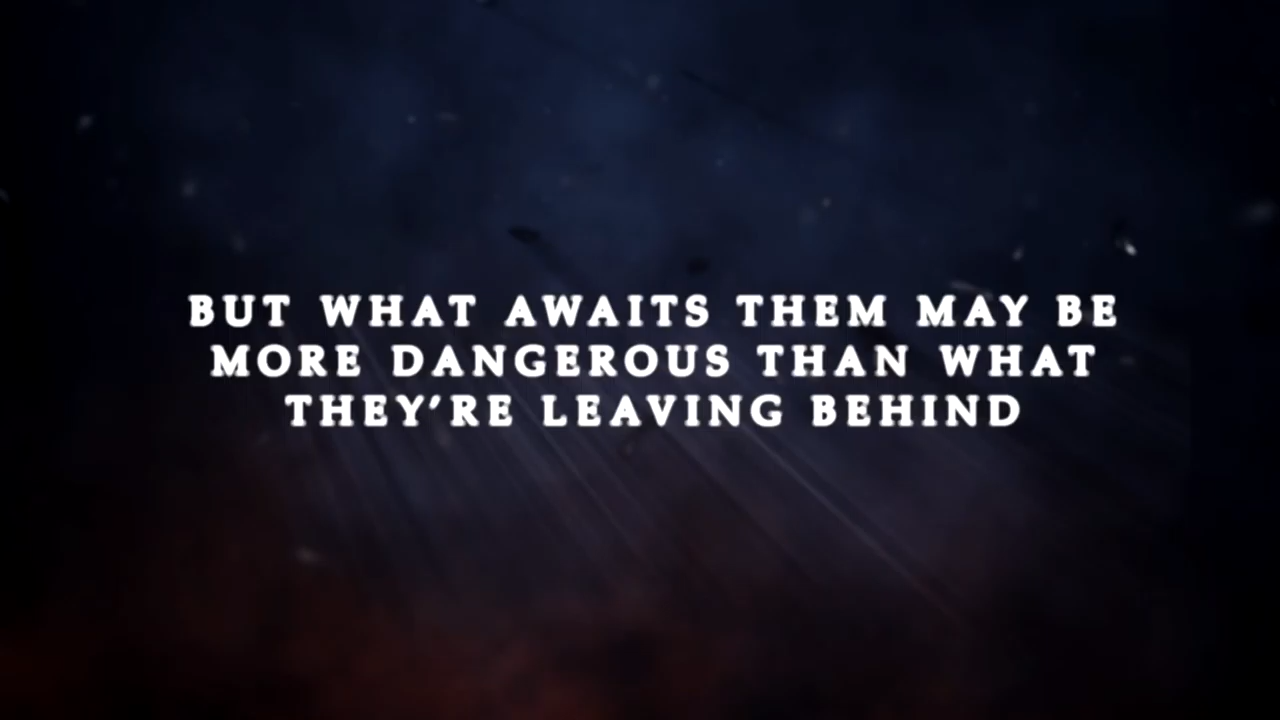 BUT WHAT AWAITS THEM MAY BE
MORE DANGEROUS THAN WHAT
THEY’RE LEAVING BEHIND